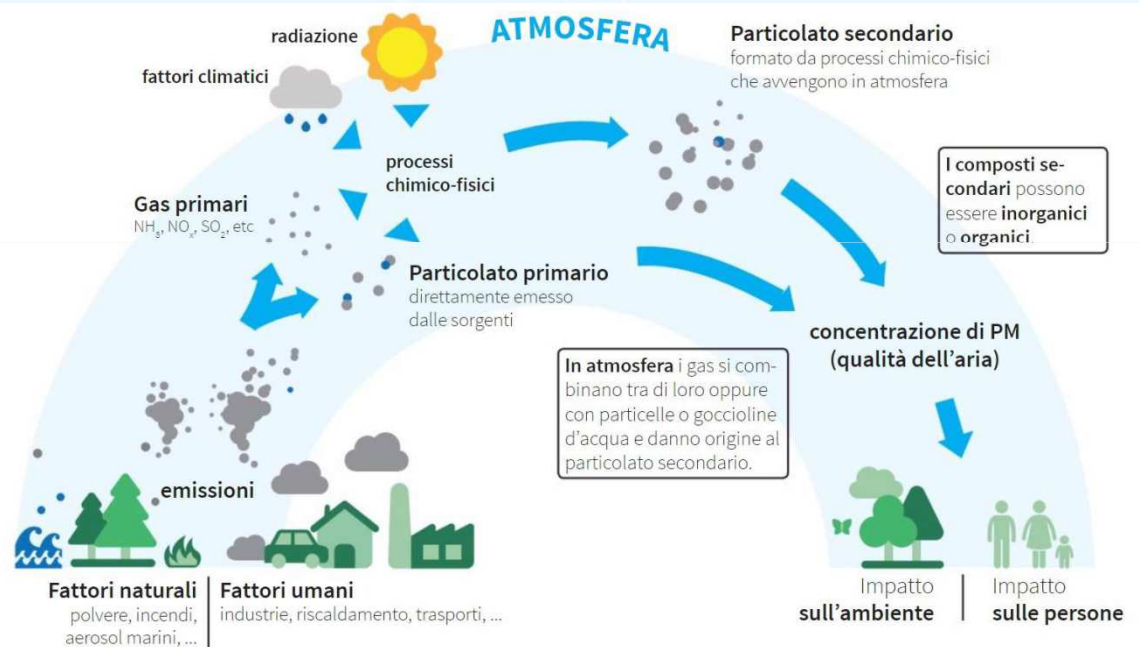 ATMOSFERA
radiazione
fattori climatici
Particolato secondario
formato da processi chimico-fisici
che avvengono in atmosfera
processi
chimico-fisici
I composti se-
condari possono
essere inorganici
o organici.
Gas primari
NH₃, NOₓ, SO₂, etc
Particolato primario
direttamente emesso
dalle sorgenti
concentrazione di PM
(qualità dell'aria)
In atmosfera i gas si com-
binano tra di loro oppure
con particelle o goccioline
d'acqua e danno origine al
particolato secondario.
emissioni
Fattori naturali
polvere, incendi,
aerosol marini, ...
Fattori umani
industrie, riscaldamento, trasporti, ...
Impatto
sull'ambiente
Impatto
sulle persone